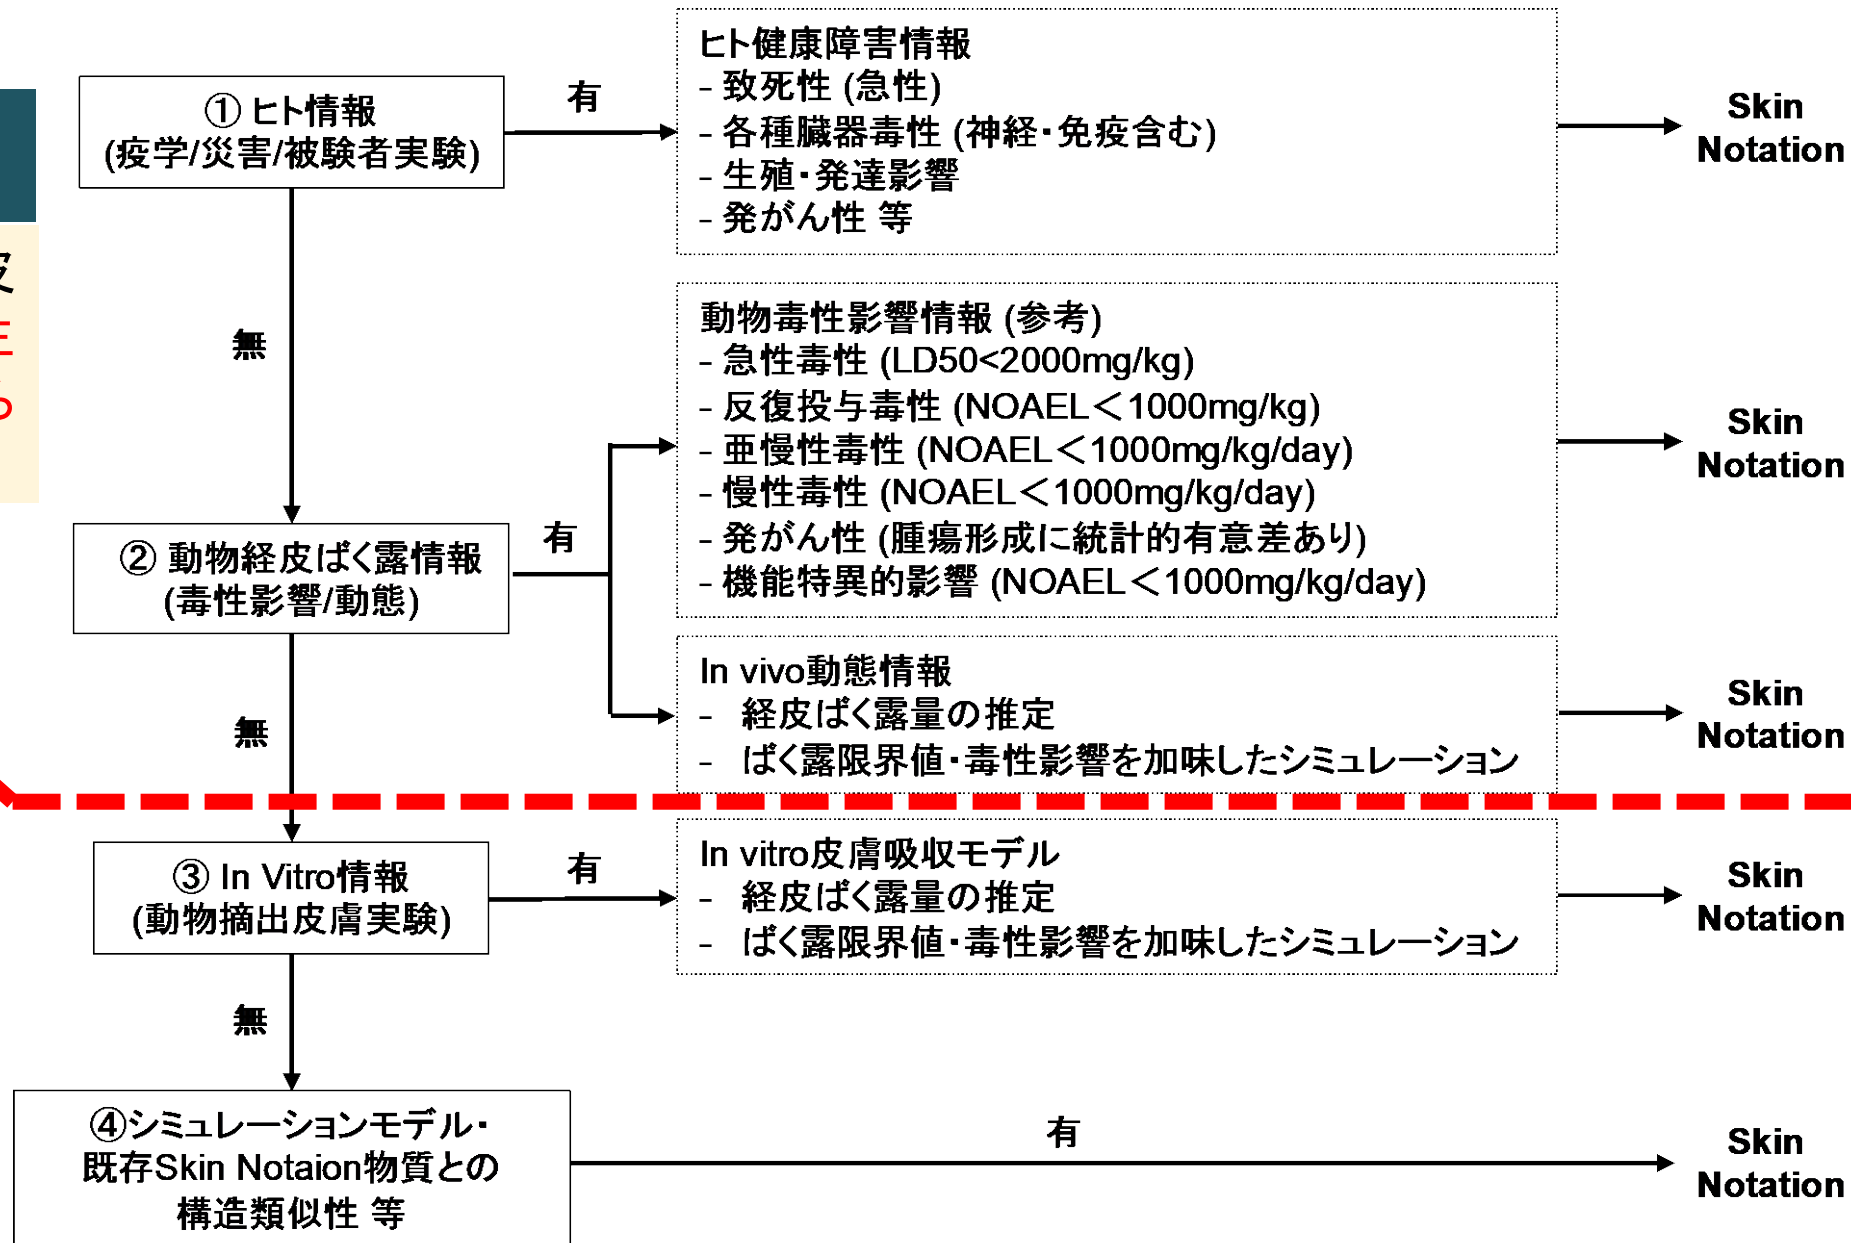 ① ヒト情報
(疫学/災害/被験者実験)
有
ヒト健康障害情報
- 致死性 (急性)
- 各種臓器毒性 (神経・免疫含む)
- 生殖・発達影響
- 発がん性 等
Skin
Notation
無
動物毒性影響情報 (参考)
- 急性毒性 (LD50<2000mg/kg)
- 反復投与毒性 (NOAEL＜1000mg/kg)
- 亜慢性毒性 (NOAEL＜1000mg/kg/day)
- 慢性毒性 (NOAEL＜1000mg/kg/day)
- 発がん性 (腫瘍形成に統計的有意差あり)
- 機能特異的影響 (NOAEL＜1000mg/kg/day)
Skin
Notation
② 動物経皮ばく露情報
(毒性影響/動態)
有
In vivo動態情報
- 経皮ばく露量の推定
- ばく露限界値・毒性影響を加味したシミュレーション
Skin
Notation
無
③ In Vitro情報
(動物摘出皮膚実験)
有
In vitro皮膚吸収モデル
- 経皮ばく露量の推定
- ばく露限界値・毒性影響を加味したシミュレーション
Skin
Notation
無
④シミュレーションモデル・
既存Skin Notaion物質との
構造類似性 等
有
Skin
Notation